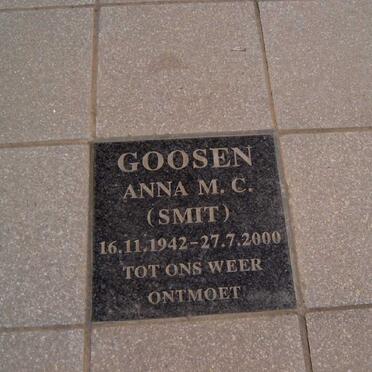 GOOSEN
ANNA M. C.
(SMIT)
16.11.1942-27.7.2000
TOT ONS WEER
ONTMOET